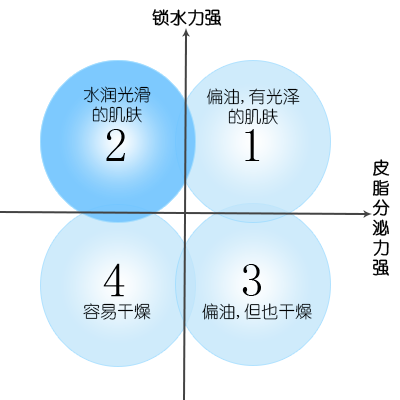 锁水力强
水润光滑
的肌肤
2
偏油,有光泽
的肌肤
1
皮脂分泌力强
4
容易干燥
3
偏油,但也干燥